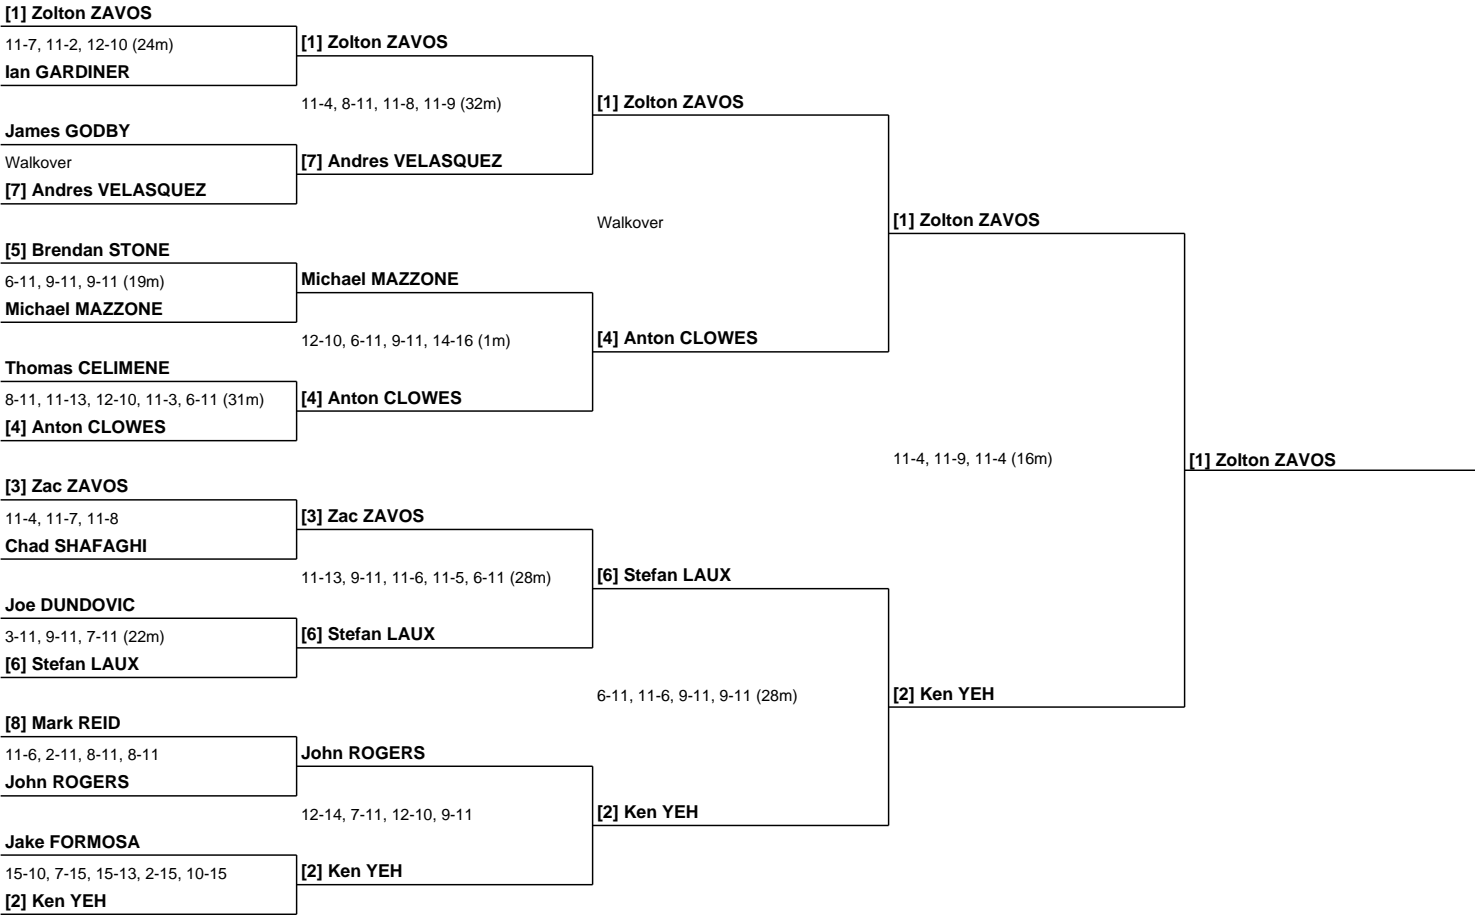 [1] Zolton ZAVOS
11-7, 11-2, 12-10 (24m)
Ian GARDINER
James GODBY
Walkover
[7] Andres VELASQUEZ
[5] Brendan STONE
6-11, 9-11, 9-11 (19m)
Michael MAZZONE
Thomas CELIMENE
8-11, 11-13, 12-10, 11-3, 6-11 (31m)
[4] Anton CLOWES
[3] Zac ZAVOS
11-4, 11-7, 11-8
Chad SHAFAGHI
Joe DUNDOVIC
3-11, 9-11, 7-11 (22m)
[6] Stefan LAUX
[8] Mark REID
11-6, 2-11, 8-11, 8-11
John ROGERS
Jake FORMOSA
15-10, 7-15, 15-13, 2-15, 10-15
[2] Ken YEH
[1] Zolton ZAVOS
11-4, 8-11, 11-8, 11-9 (32m)
[7] Andres VELASQUEZ
Michael MAZZONE
12-10, 6-11, 9-11, 14-16 (1m)
[4] Anton CLOWES
[3] Zac ZAVOS
11-13, 9-11, 11-6, 11-5, 6-11 (28m)
[6] Stefan LAUX
John ROGERS
12-14, 7-11, 12-10, 9-11
[2] Ken YEH
[1] Zolton ZAVOS
Walkover
[4] Anton CLOWES
[6] Stefan LAUX
6-11, 11-6, 9-11, 9-11 (28m)
[2] Ken YEH
[1] Zolton ZAVOS
11-4, 11-9, 11-4 (16m)
[2] Ken YEH
[1] Zolton ZAVOS